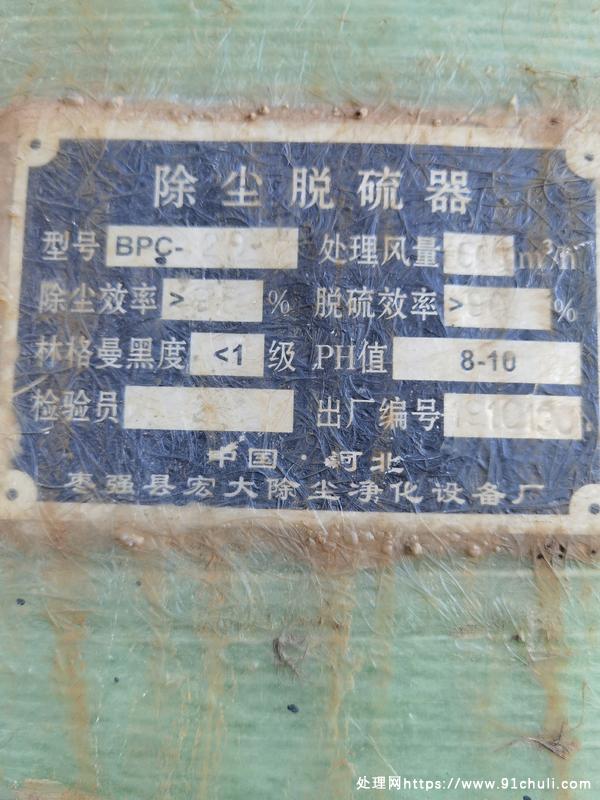 除尘脱硫器
型号 BPC- 处理风量 m³/h
除尘效率 > % 脱硫效率 >90 %
林格曼黑度 <1 级 PH值 8-10
检验员 出厂编号
中国·河北
枣强县宏大除尘净化设备厂
处理网https://www.91chuli.com